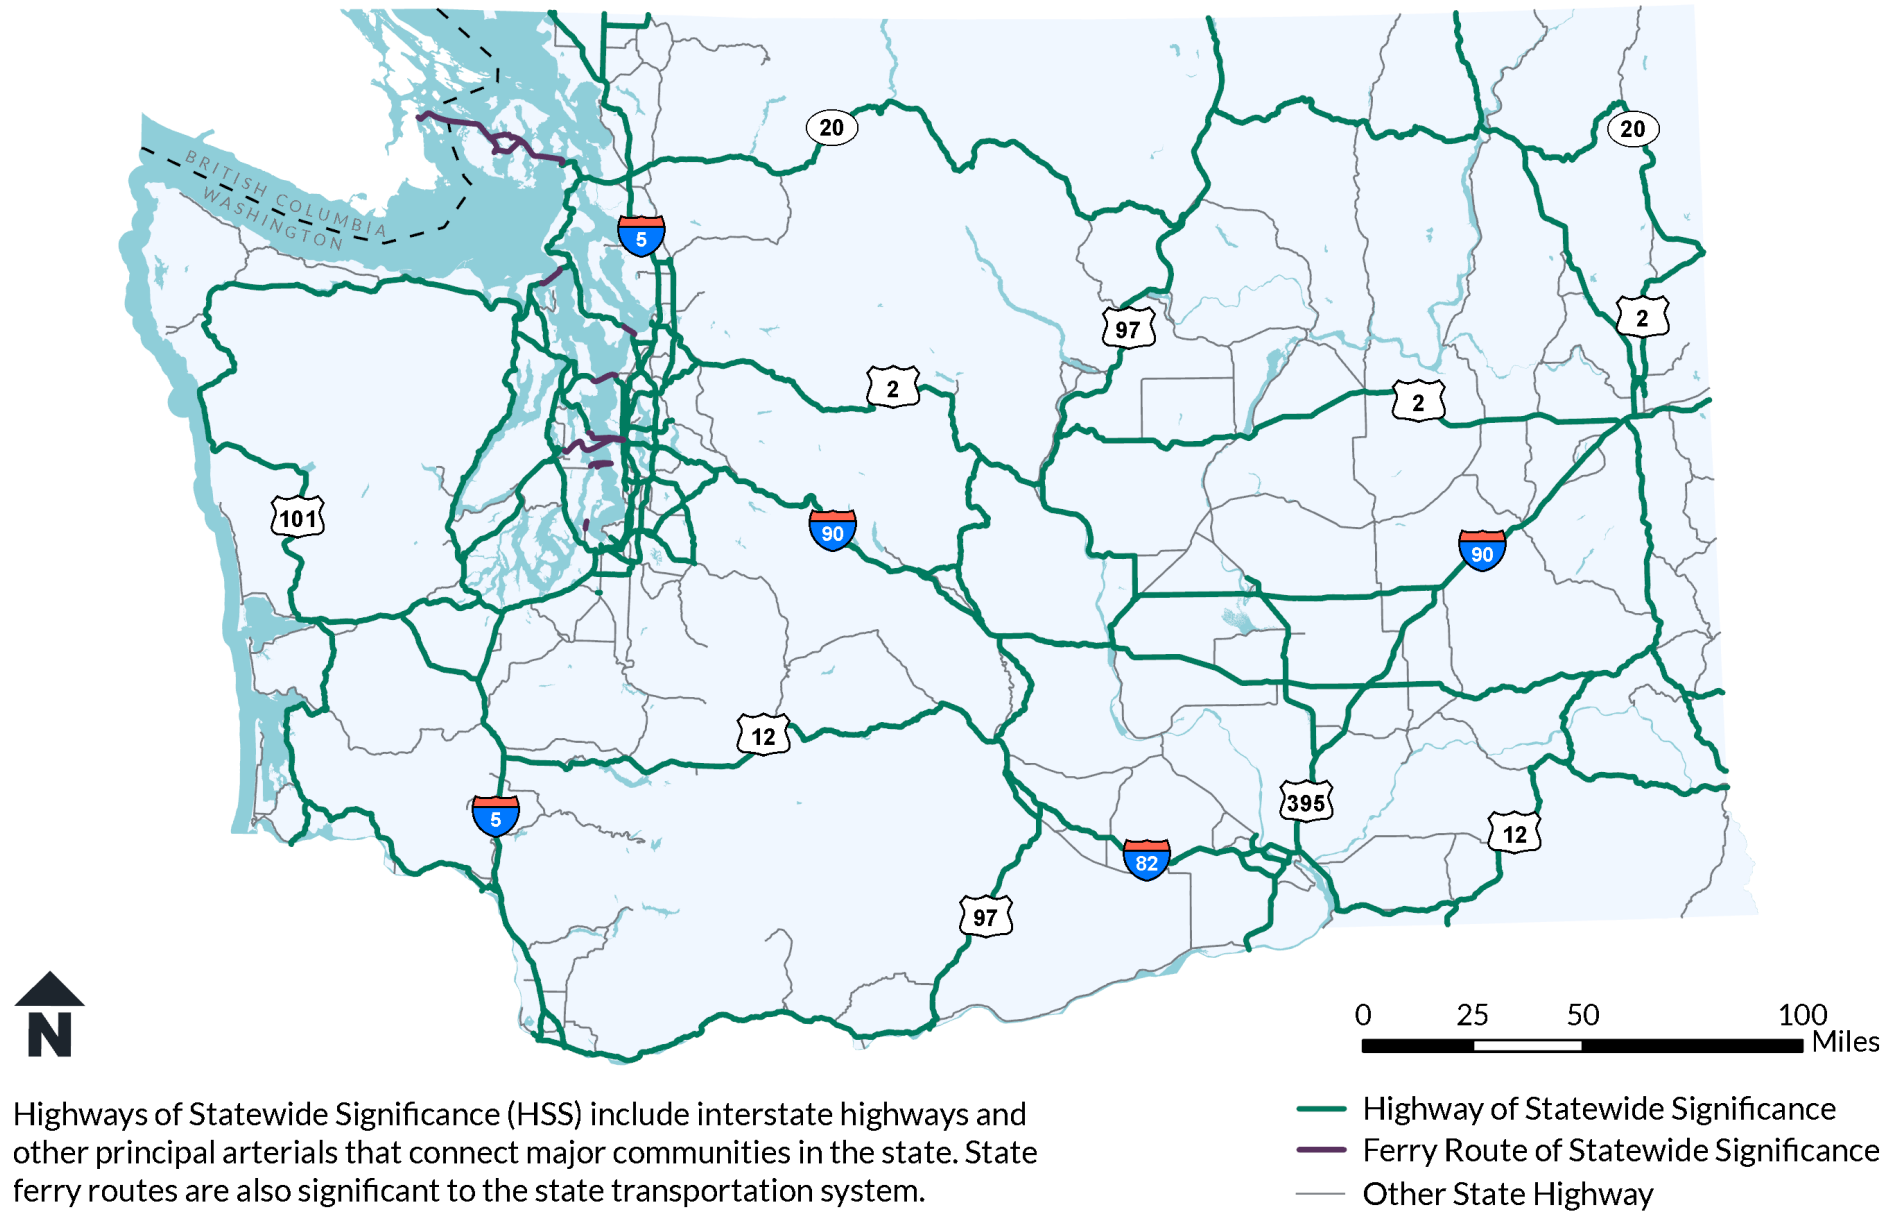 20
20
BRITISH COLUMBIA
WASHINGTON
5
2
97
2
2
101
90
90
12
395
5
12
82
97
N
0 25 50 100
Miles
Highways of Statewide Significance (HSS) include interstate highways and
other principal arterials that connect major communities in the state. State
ferry routes are also significant to the state transportation system.
Highway of Statewide Significance
Ferry Route of Statewide Significance
Other State Highway